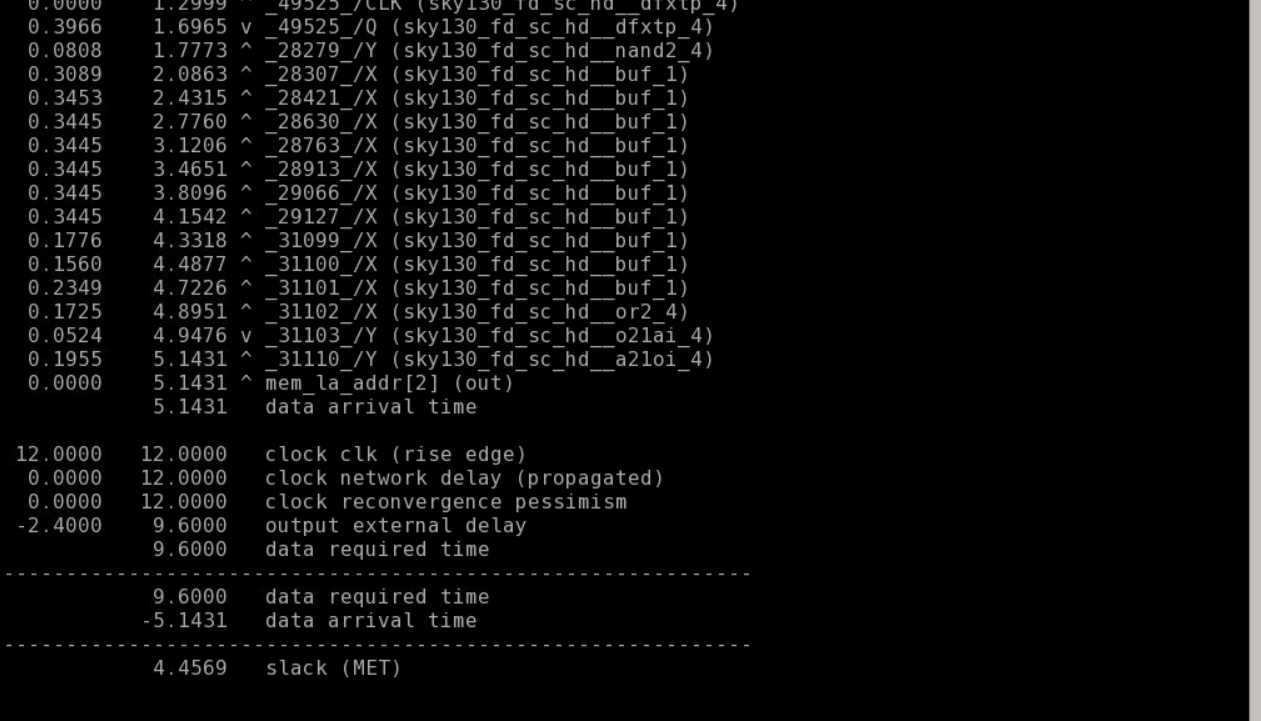 0.0000    1.2999 ^ _49525_/CLK (sky130_fd_sc_hd__dfxtp_4)
0.3966    1.6965 v _49525_/Q (sky130_fd_sc_hd__dfxtp_4)
0.0808    1.7773 ^ _28279_/Y (sky130_fd_sc_hd__nand2_4)
0.3089    2.0863 ^ _28307_/X (sky130_fd_sc_hd__buf_1)
0.3453    2.4315 ^ _28421_/X (sky130_fd_sc_hd__buf_1)
0.3445    2.7760 ^ _28630_/X (sky130_fd_sc_hd__buf_1)
0.3445    3.1206 ^ _28763_/X (sky130_fd_sc_hd__buf_1)
0.3445    3.4651 ^ _28913_/X (sky130_fd_sc_hd__buf_1)
0.3445    3.8096 ^ _29066_/X (sky130_fd_sc_hd__buf_1)
0.3445    4.1542 ^ _29127_/X (sky130_fd_sc_hd__buf_1)
0.1776    4.3318 ^ _31099_/X (sky130_fd_sc_hd__buf_1)
0.1560    4.4877 ^ _31100_/X (sky130_fd_sc_hd__buf_1)
0.2349    4.7226 ^ _31101_/X (sky130_fd_sc_hd__buf_1)
0.1725    4.8951 ^ _31102_/X (sky130_fd_sc_hd__or2_4)
0.0524    4.9476 v _31103_/Y (sky130_fd_sc_hd__o21ai_4)
0.1955    5.1431 ^ _31110_/Y (sky130_fd_sc_hd__a21oi_4)
0.0000    5.1431 ^ mem_la_addr[2] (out)
5.1431   data arrival time
12.0000   12.0000   clock clk (rise edge)
0.0000   12.0000   clock network delay (propagated)
0.0000   12.0000   clock reconvergence pessimism
-2.4000    9.6000   output external delay
9.6000   data required time
------------------------------------------------------------
9.6000   data required time
-5.1431   data arrival time
------------------------------------------------------------
4.4569   slack (MET)